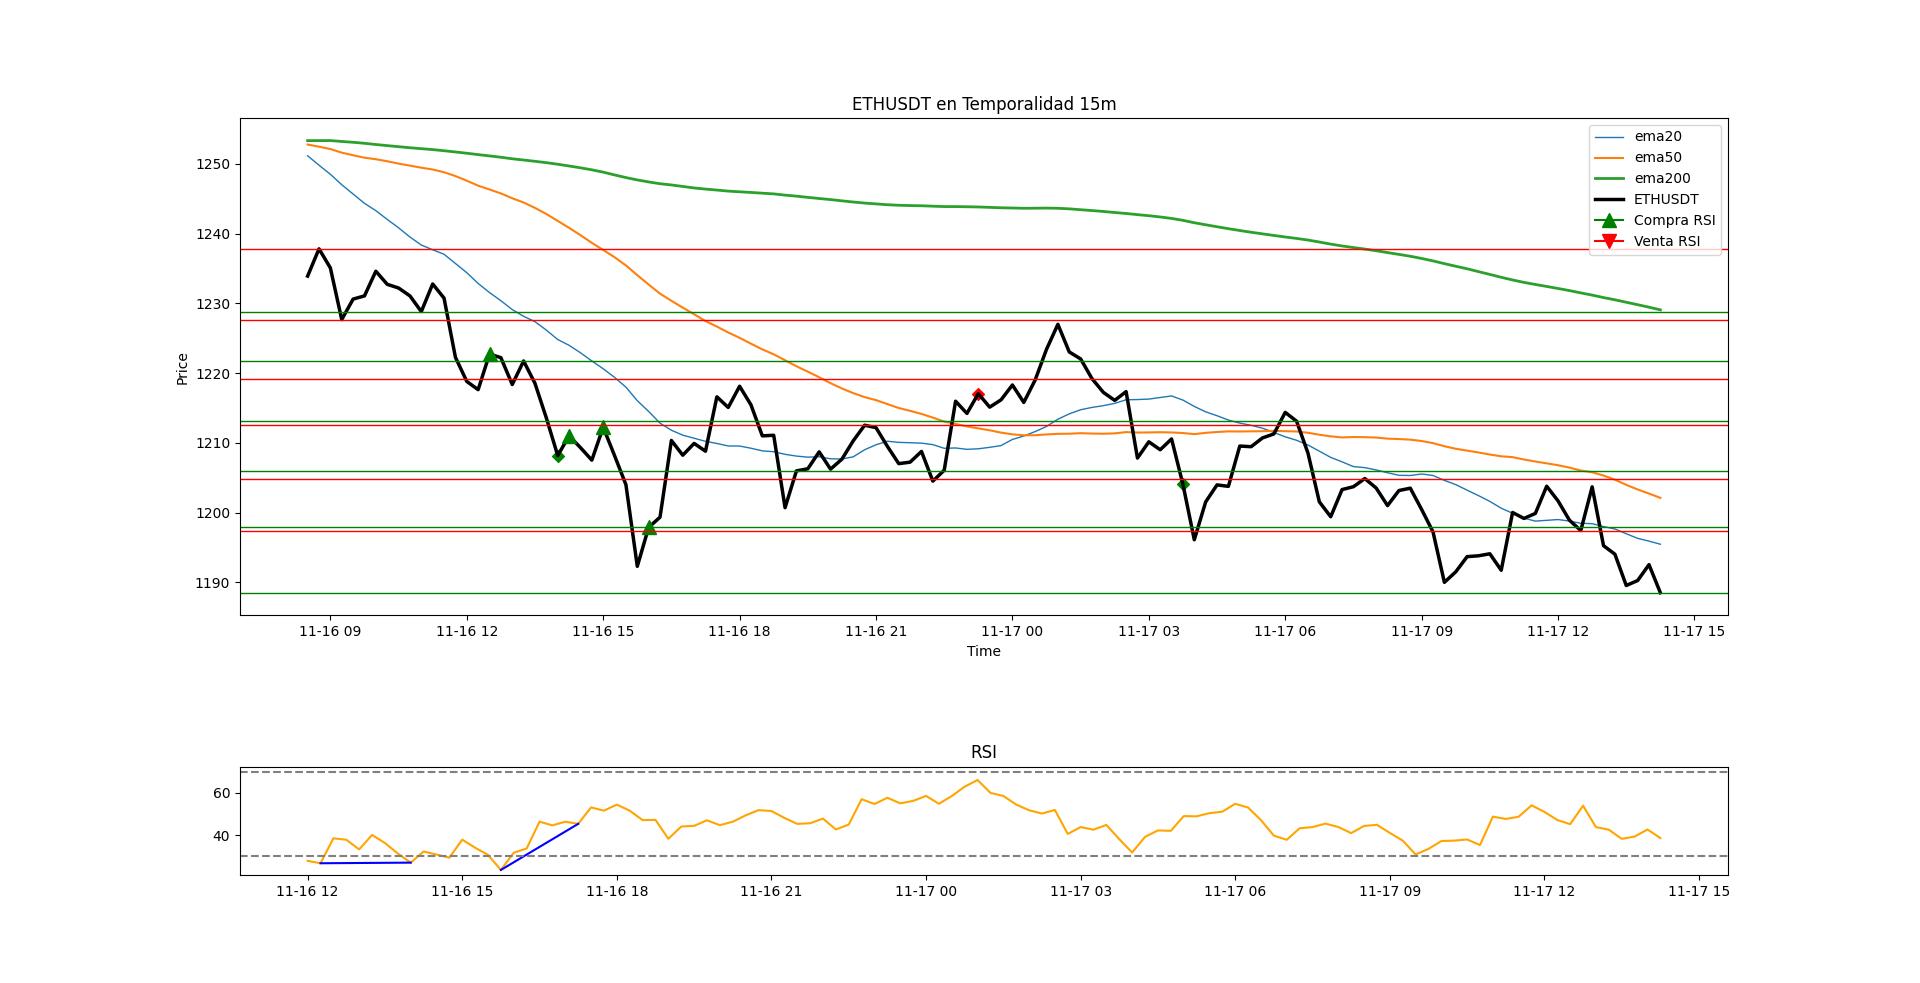 ETHUSDT en Temporalidad 15m
ema20
ema50
ema200
ETHUSDT
Compra RSI
Venta RSI
1250
1240
1230
1220
1210
1200
1190
Price
11-16 09 11-16 12 11-16 15 11-16 18 11-16 21 11-17 00 11-17 03 11-17 06 11-17 09 11-17 12 11-17 15
Time
RSI
60
40
11-16 12 11-16 15 11-16 18 11-16 21 11-17 00 11-17 03 11-17 06 11-17 09 11-17 12 11-17 15